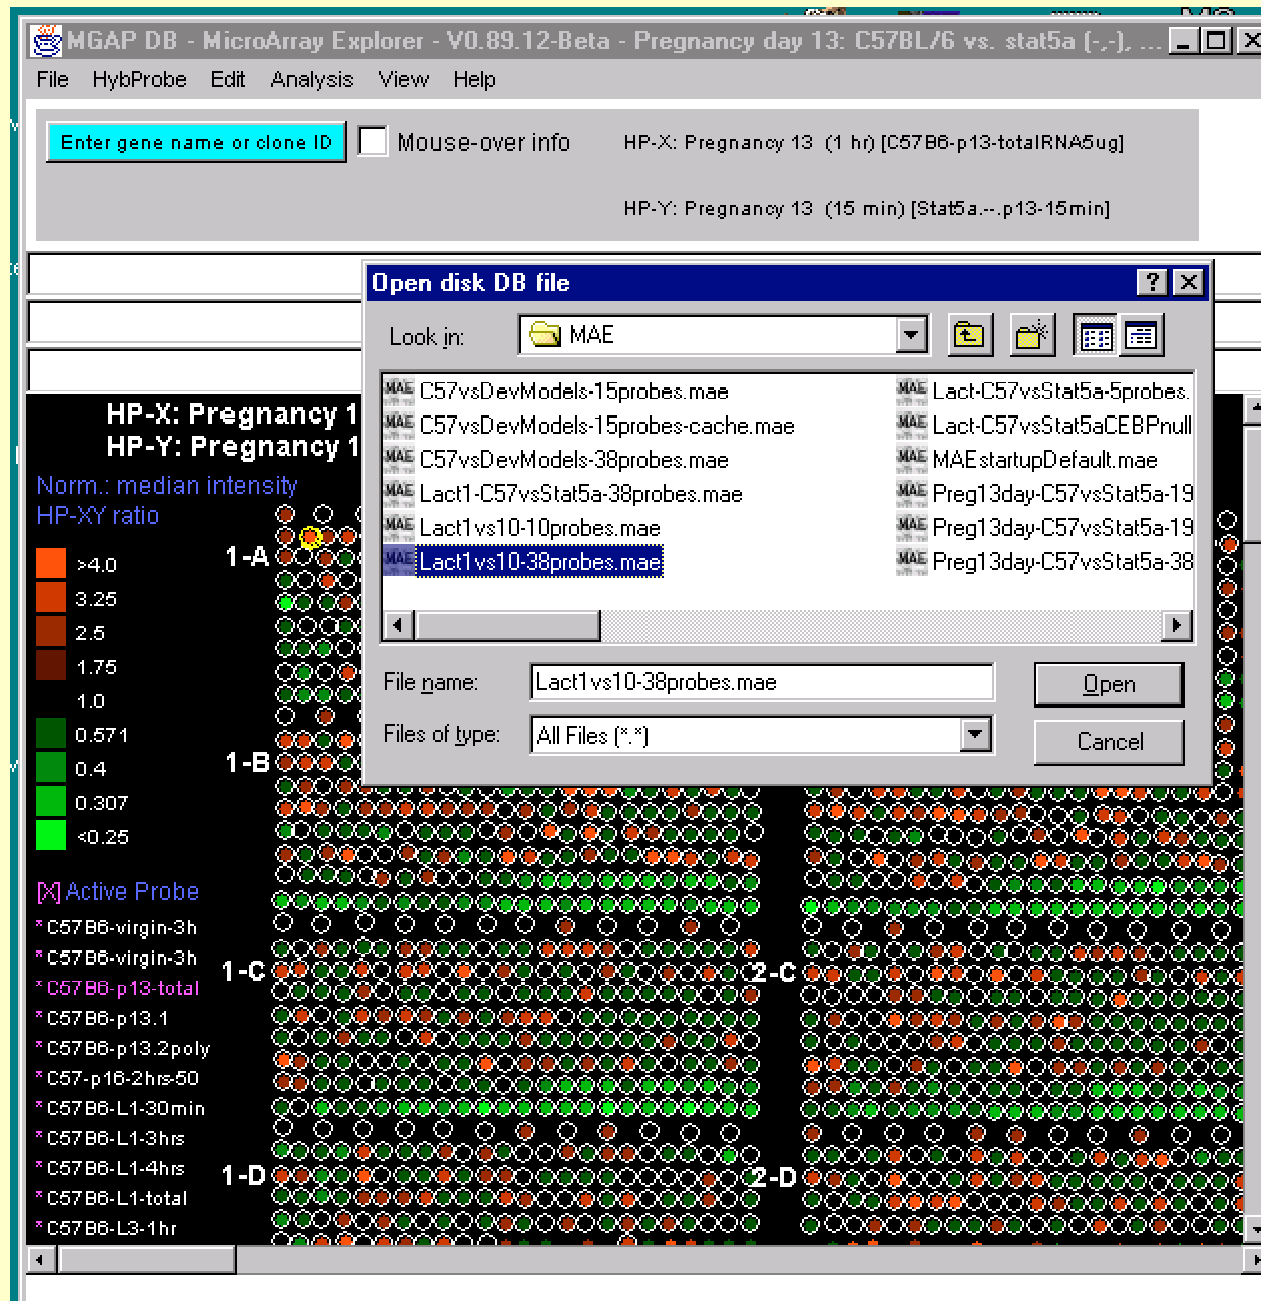 MGAP DB - MicroArray Explorer - V0.89.12-Beta - Pregnancy day 13: C57BL/6 vs. stat5a (-,-), ...
File HybProbe Edit Analysis View Help
Enter gene name or clone ID
Mouse-over info
HP-X: Pregnancy 13 (1 hr) [C57B6-p13-totalRNA5ug]
HP-Y: Pregnancy 13 (15 min) [Stat5a.--.p13-15min]
Open disk DB file
Look in:
MAE
C57vsDevModels-15probes.mae
C57vsDevModels-15probes-cache.mae
C57vsDevModels-38probes.mae
Lact1-C57vsStat5a-38probes.mae
Lact1vs10-10probes.mae
Lact1vs10-38probes.mae
Lact-C57vsStat5a-5probes.
Lact-C57vsStat5aCEBPnull
MAEstartupDefault.mae
Preg13day-C57vsStat5a-19
Preg13day-C57vsStat5a-19
Preg13day-C57vsStat5a-38
File name:
Lact1vs10-38probes.mae
Open
Files of type:
All Files (*.*)
Cancel
HP-X: Pregnancy 1
HP-Y: Pregnancy 1
Norm.: median intensity
HP-XY ratio
>4.0
3.25
2.5
1.75
1.0
0.571
0.4
0.307
<0.25
1-A
1-B
1-C
2-C
1-D
2-D
[X] Active Probe
*C57B6-virgin-3h
*C57B6-virgin-3h
*C57B6-p13-total
*C57B6-p13.1
*C57B6-p13.2poly
*C57-p16-2hrs-50
*C57B6-L1-30min
*C57B6-L1-3hrs
*C57B6-L1-4hrs
*C57B6-L1-total
*C57B6-L3-1hr